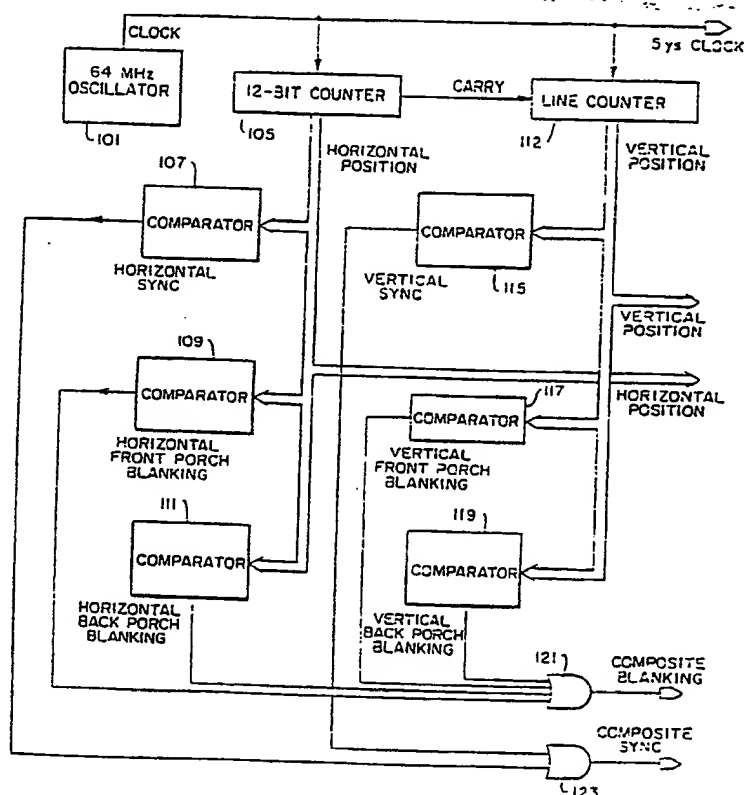 CLOCK
5ys CLOCK
64 MHz
OSCILLATOR
101
12-BIT COUNTER
105
CARRY
LINE COUNTER
112
HORIZONTAL
POSITION
VERTICAL
POSITION
107
COMPARATOR
HORIZONTAL
SYNC
COMPARATOR
VERTICAL
SYNC
115
VERTICAL
POSITION
109
COMPARATOR
HORIZONTAL
FRONT PORCH
BLANKING
HORIZONTAL
POSITION
117
COMPARATOR
VERTICAL
FRONT PORCH
BLANKING
111
COMPARATOR
HORIZONTAL
BACK PORCH
BLANKING
119
COMPARATOR
VERTICAL
BACK PORCH
BLANKING
121
COMPOSITE
BLANKING
COMPOSITE
SYNC
123